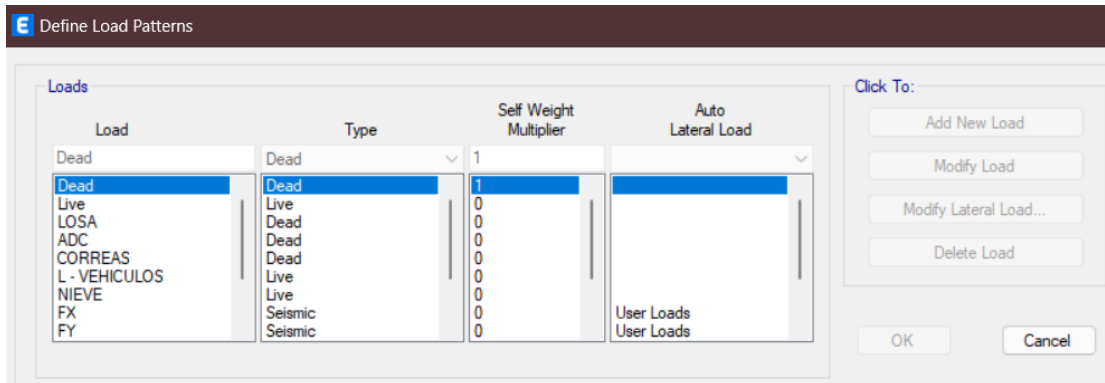 E Define Load Patterns
Loads
Click To:
Load Type Self Weight Multiplier Auto Lateral Load
Dead Dead 1
Dead Dead 1
Live Live 0
LOSA Dead 0
ADC Dead 0
CORREAS Dead 0
L - VEHICULOS Live 0
NIEVE Live 0
FX Seismic 0 User Loads
FY Seismic 0 User Loads
Add New Load
Modify Load
Modify Lateral Load...
Delete Load
OK Cancel